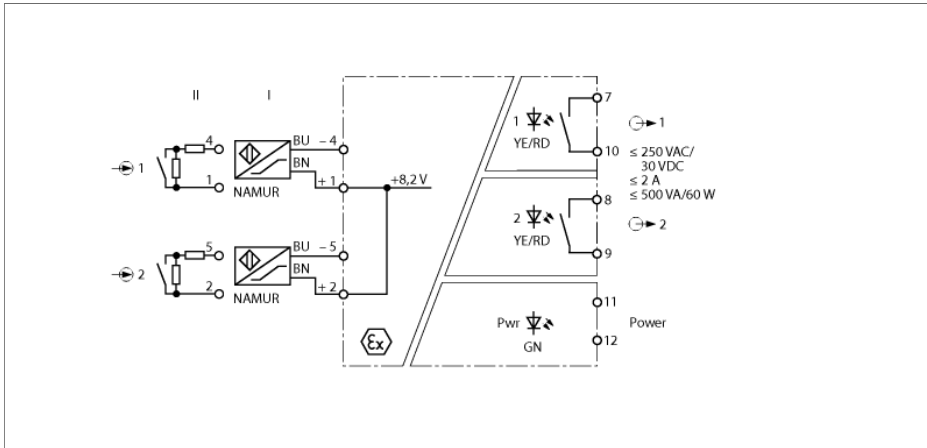 II I
1
4
1
BU – 4
BN
+ 1
NAMUR
+8,2 V
2
5
2
BU – 5
BN
+ 2
NAMUR
Ex
1
YE/RD
7
10
1
≤ 250 VAC/
30 VDC
≤ 2 A
≤ 500 VA/60 W
2
YE/RD
8
9
2
Pwr
GN
11
12
Power